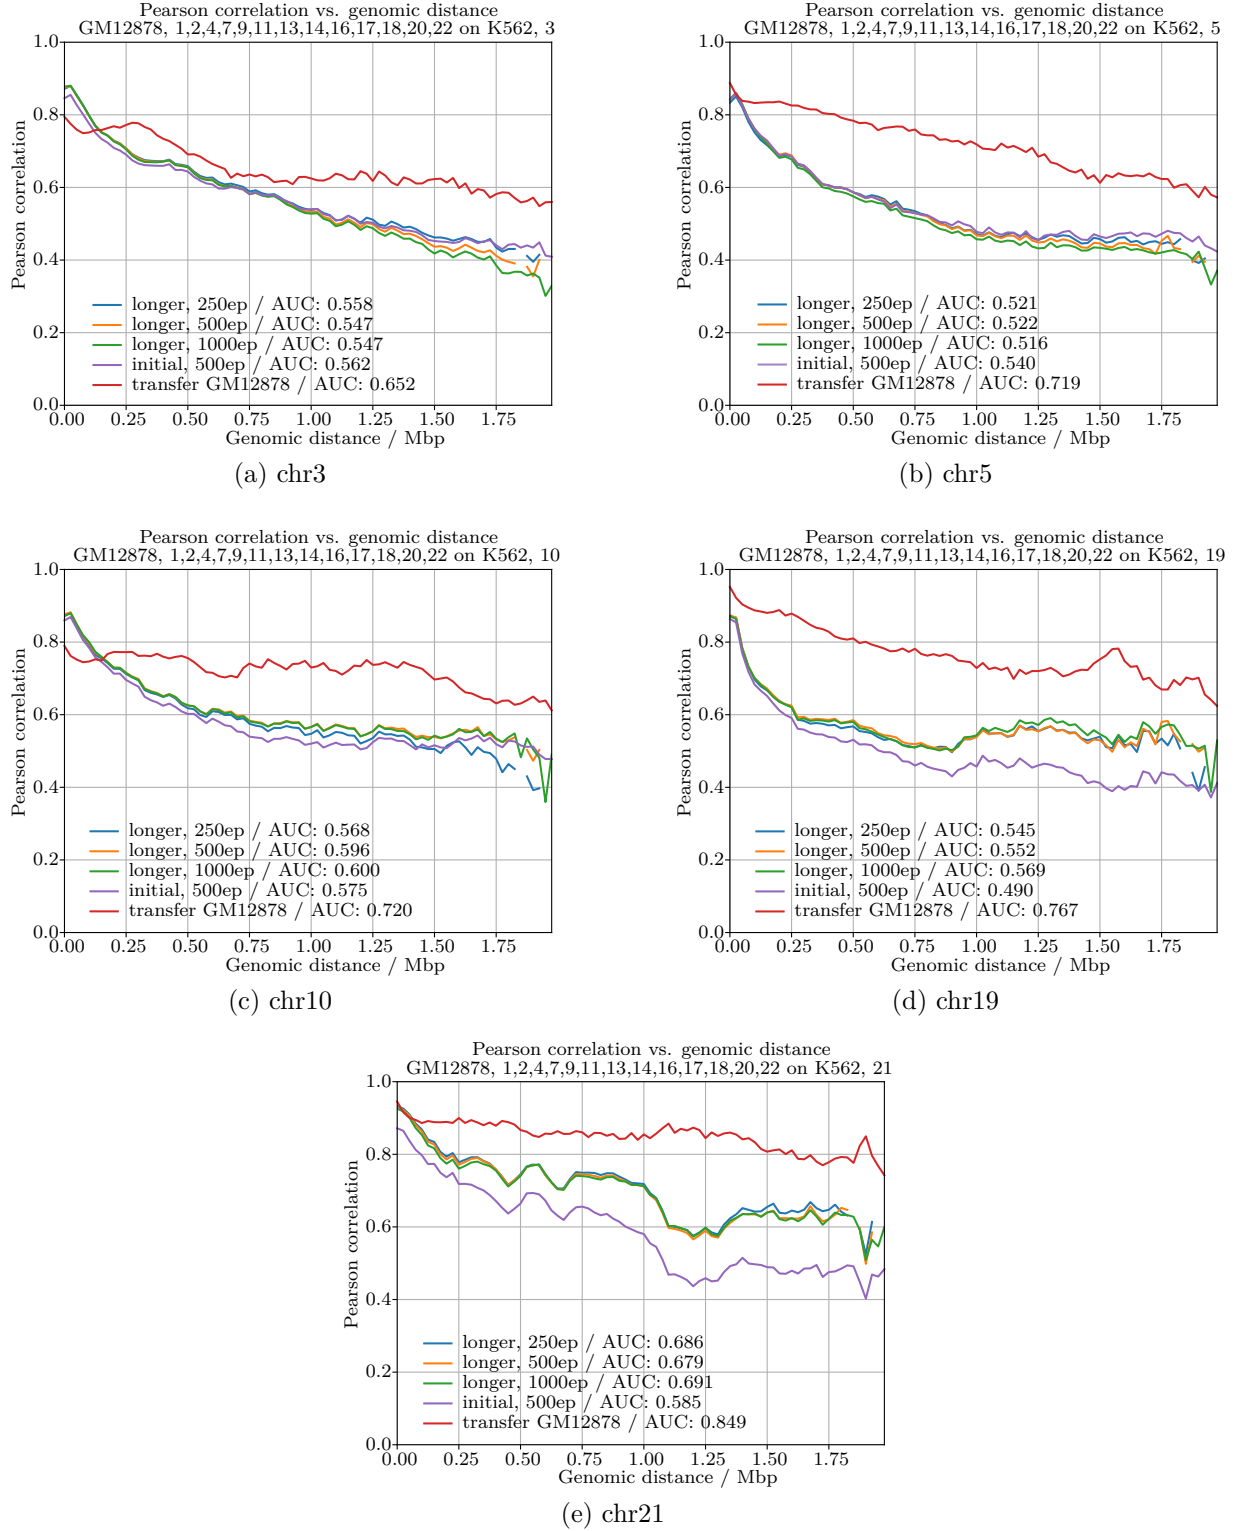 Pearson correlation vs. genomic distance
GM12878, 1,2,4,7,9,11,13,14,16,17,18,20,22 on K562, 3
1.0
0.8
0.6
0.4
0.2
0.0
Pearson correlation
longer, 250ep / AUC: 0.558
longer, 500ep / AUC: 0.547
longer, 1000ep / AUC: 0.547
initial, 500ep / AUC: 0.562
transfer GM12878 / AUC: 0.652
0.00 0.25 0.50 0.75 1.00 1.25 1.50 1.75
Genomic distance / Mbp
(a) chr3
Pearson correlation vs. genomic distance
GM12878, 1,2,4,7,9,11,13,14,16,17,18,20,22 on K562, 5
1.0
0.8
0.6
0.4
0.2
0.0
Pearson correlation
longer, 250ep / AUC: 0.521
longer, 500ep / AUC: 0.522
longer, 1000ep / AUC: 0.516
initial, 500ep / AUC: 0.540
transfer GM12878 / AUC: 0.719
0.00 0.25 0.50 0.75 1.00 1.25 1.50 1.75
Genomic distance / Mbp
(b) chr5
Pearson correlation vs. genomic distance
GM12878, 1,2,4,7,9,11,13,14,16,17,18,20,22 on K562, 10
1.0
0.8
0.6
0.4
0.2
0.0
Pearson correlation
longer, 250ep / AUC: 0.568
longer, 500ep / AUC: 0.596
longer, 1000ep / AUC: 0.600
initial, 500ep / AUC: 0.575
transfer GM12878 / AUC: 0.720
0.00 0.25 0.50 0.75 1.00 1.25 1.50 1.75
Genomic distance / Mbp
(c) chr10
Pearson correlation vs. genomic distance
GM12878, 1,2,4,7,9,11,13,14,16,17,18,20,22 on K562, 19
1.0
0.8
0.6
0.4
0.2
0.0
Pearson correlation
longer, 250ep / AUC: 0.545
longer, 500ep / AUC: 0.552
longer, 1000ep / AUC: 0.569
initial, 500ep / AUC: 0.490
transfer GM12878 / AUC: 0.767
0.00 0.25 0.50 0.75 1.00 1.25 1.50 1.75
Genomic distance / Mbp
(d) chr19
Pearson correlation vs. genomic distance
GM12878, 1,2,4,7,9,11,13,14,16,17,18,20,22 on K562, 21
1.0
0.8
0.6
0.4
0.2
0.0
Pearson correlation
longer, 250ep / AUC: 0.686
longer, 500ep / AUC: 0.679
longer, 1000ep / AUC: 0.691
initial, 500ep / AUC: 0.585
transfer GM12878 / AUC: 0.849
0.00 0.25 0.50 0.75 1.00 1.25 1.50 1.75
Genomic distance / Mbp
(e) chr21